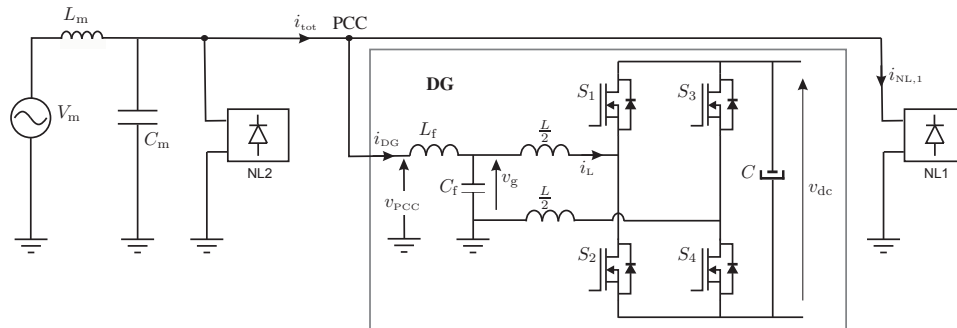 L_m
i_tot
PCC
DG
S_1
S_3
i_NL,1
V_m
C_m
NL2
i_DG
L_f
L/2
i_L
C_f
v_g
v_PCC
L/2
C
v_dc
NL1
S_2
S_4